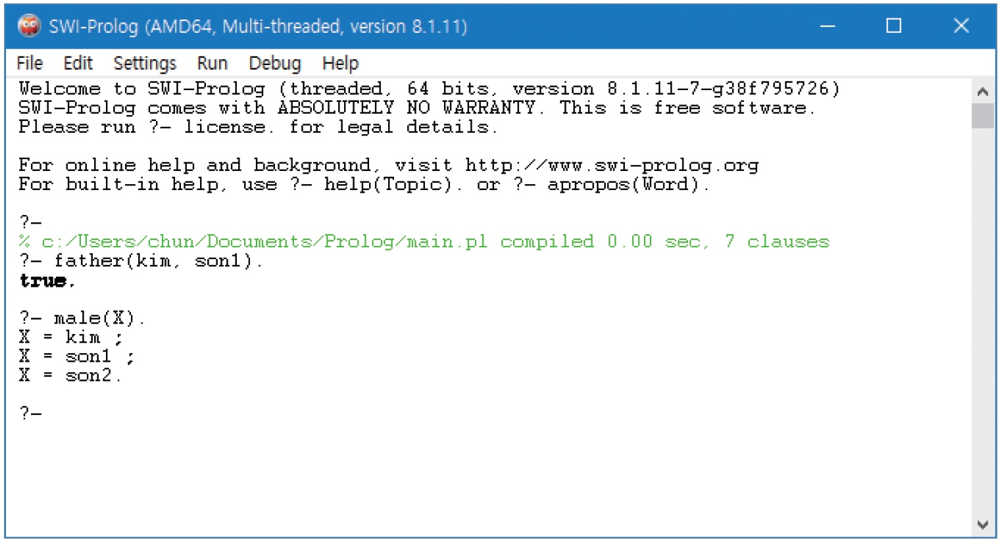 SWI-Prolog (AMD64, Multi-threaded, version 8.1.11)
File Edit Settings Run Debug Help
Welcome to SWI-Prolog (threaded, 64 bits, version 8.1.11-7-g38f795726)
SWI-Prolog comes with ABSOLUTELY NO WARRANTY. This is free software.
Please run ?- license. for legal details.
For online help and background, visit http://www.swi-prolog.org
For built-in help, use ?- help(Topic). or ?- apropos(Word).
?-
% c:/Users/chun/Documents/Prolog/main.pl compiled 0.00 sec, 7 clauses
?- father(kim, son1).
true.
?- male(X).
X = kim ;
X = son1 ;
X = son2.
?-